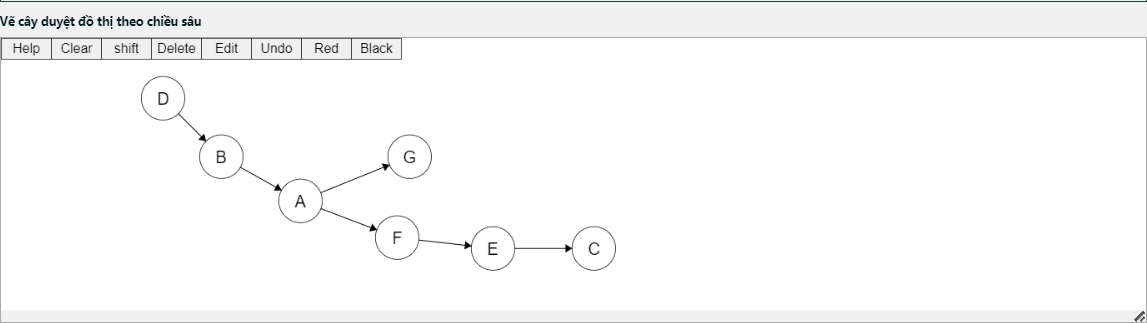 Vẽ cây duyệt đồ thị theo chiều sâu
Help Clear shift Delete Edit Undo Red Black
D
B
G
A
F
E
C